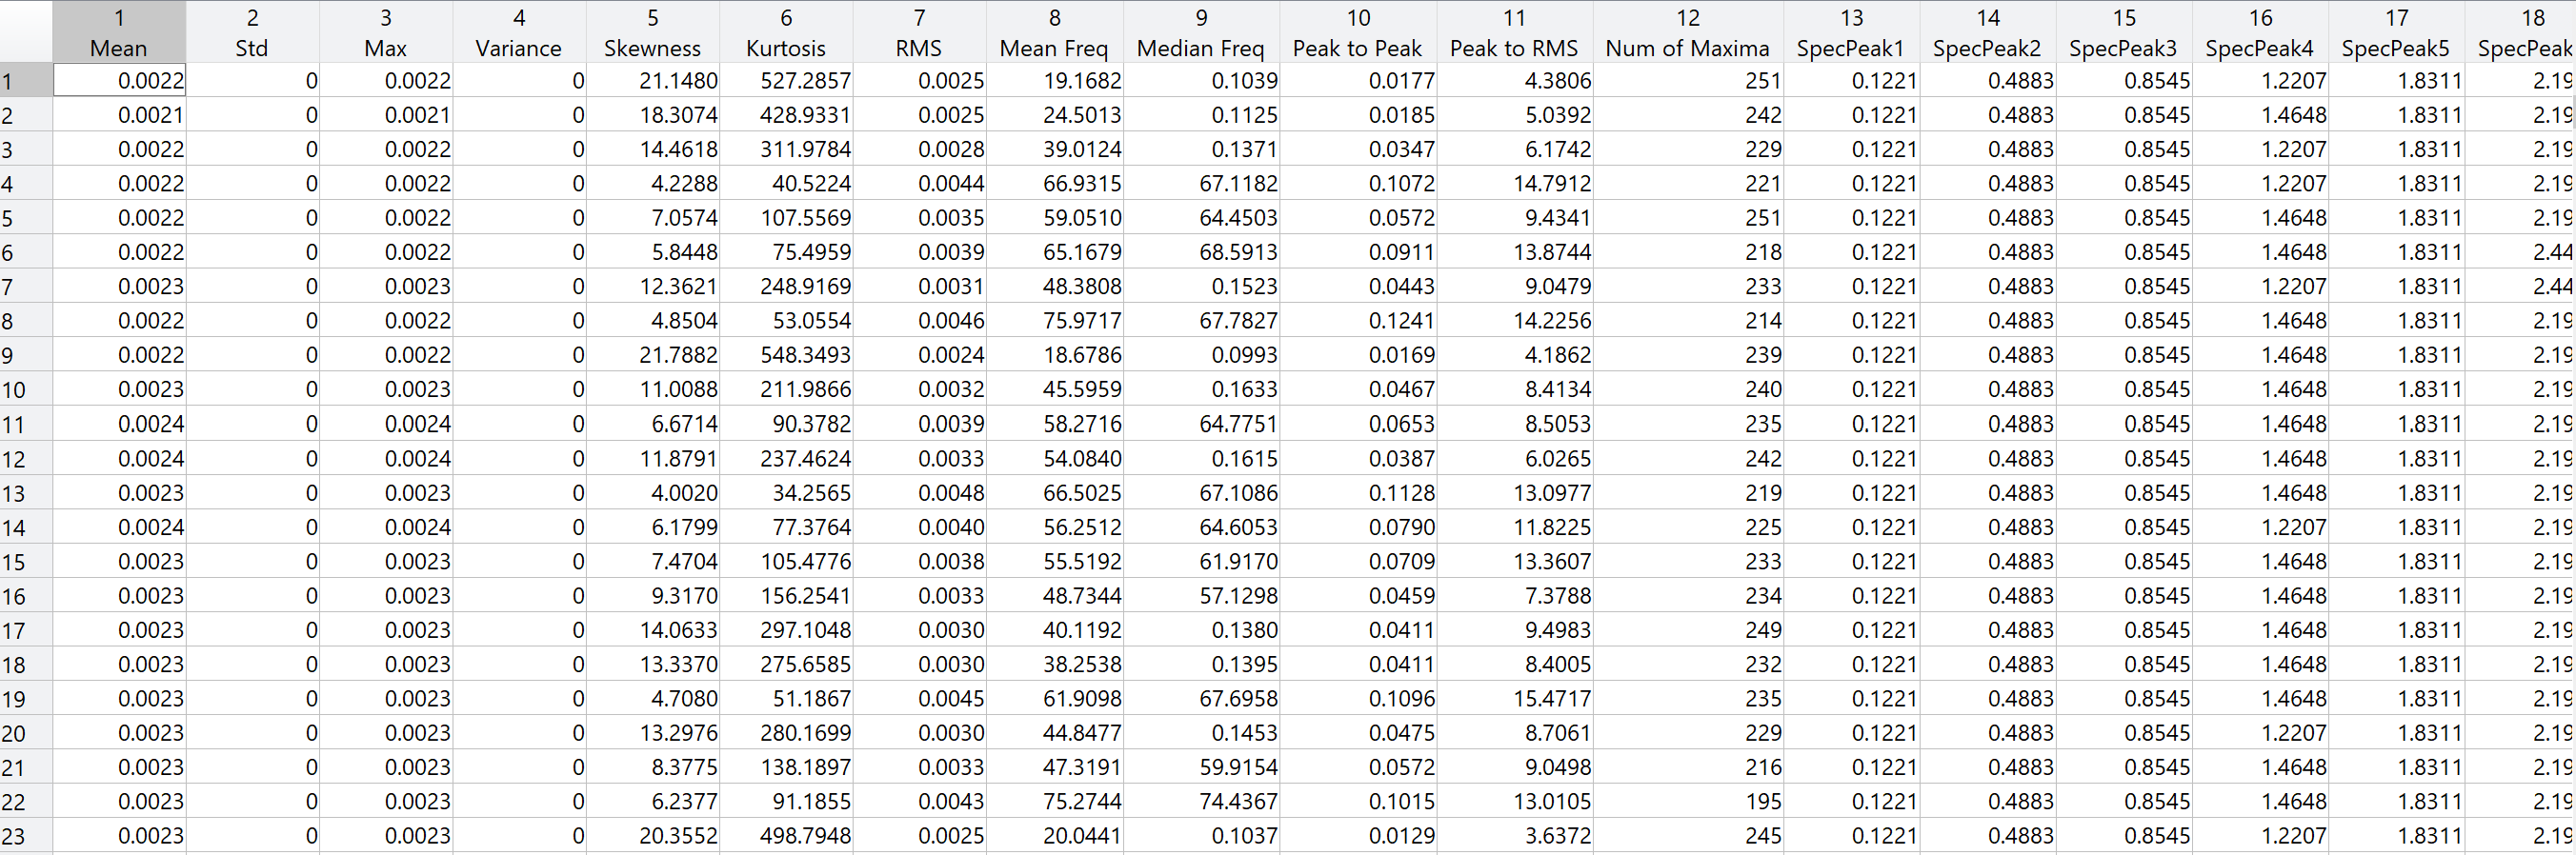 1 2 3 4 5 6 7 8 9 10 11 12 13 14 15 16 17 18
Mean Std Max Variance Skewness Kurtosis RMS Mean Freq Median Freq Peak to Peak Peak to RMS Num of Maxima SpecPeak1 SpecPeak2 SpecPeak3 SpecPeak4 SpecPeak5 SpecPeak
1 0.0022 0 0.0022 0 21.1480 527.2857 0.0025 19.1682 0.1039 0.0177 4.3806 251 0.1221 0.4883 0.8545 1.2207 1.8311 2.19
2 0.0021 0 0.0021 0 18.3074 428.9331 0.0025 24.5013 0.1125 0.0185 5.0392 242 0.1221 0.4883 0.8545 1.4648 1.8311 2.19
3 0.0022 0 0.0022 0 14.4618 311.9784 0.0028 39.0124 0.1371 0.0347 6.1742 229 0.1221 0.4883 0.8545 1.2207 1.8311 2.19
4 0.0022 0 0.0022 0 4.2288 40.5224 0.0044 66.9315 67.1182 0.1072 14.7912 221 0.1221 0.4883 0.8545 1.2207 1.8311 2.19
5 0.0022 0 0.0022 0 7.0574 107.5569 0.0035 59.0510 64.4503 0.0572 9.4341 251 0.1221 0.4883 0.8545 1.4648 1.8311 2.19
6 0.0022 0 0.0022 0 5.8448 75.4959 0.0039 65.1679 68.5913 0.0911 13.8744 218 0.1221 0.4883 0.8545 1.4648 1.8311 2.44
7 0.0023 0 0.0023 0 12.3621 248.9169 0.0031 48.3808 0.1523 0.0443 9.0479 233 0.1221 0.4883 0.8545 1.2207 1.8311 2.44
8 0.0022 0 0.0022 0 4.8504 53.0554 0.0046 75.9717 67.7827 0.1241 14.2256 214 0.1221 0.4883 0.8545 1.4648 1.8311 2.19
9 0.0022 0 0.0022 0 21.7882 548.3493 0.0024 18.6786 0.0993 0.0169 4.1862 239 0.1221 0.4883 0.8545 1.4648 1.8311 2.19
10 0.0023 0 0.0023 0 11.0088 211.9866 0.0032 45.5959 0.1633 0.0467 8.4134 240 0.1221 0.4883 0.8545 1.4648 1.8311 2.19
11 0.0024 0 0.0024 0 6.6714 90.3782 0.0039 58.2716 64.7751 0.0653 8.5053 235 0.1221 0.4883 0.8545 1.4648 1.8311 2.19
12 0.0024 0 0.0024 0 11.8791 237.4624 0.0033 54.0840 0.1615 0.0387 6.0265 242 0.1221 0.4883 0.8545 1.4648 1.8311 2.19
13 0.0023 0 0.0023 0 4.0020 34.2565 0.0048 66.5025 67.1086 0.1128 13.0977 219 0.1221 0.4883 0.8545 1.4648 1.8311 2.19
14 0.0024 0 0.0024 0 6.1799 77.3764 0.0040 56.2512 64.6053 0.0790 11.8225 225 0.1221 0.4883 0.8545 1.2207 1.8311 2.19
15 0.0023 0 0.0023 0 7.4704 105.4776 0.0038 55.5192 61.9170 0.0709 13.3607 233 0.1221 0.4883 0.8545 1.4648 1.8311 2.19
16 0.0023 0 0.0023 0 9.3170 156.2541 0.0033 48.7344 57.1298 0.0459 7.3788 234 0.1221 0.4883 0.8545 1.4648 1.8311 2.19
17 0.0023 0 0.0023 0 14.0633 297.1048 0.0030 40.1192 0.1380 0.0411 9.4983 249 0.1221 0.4883 0.8545 1.4648 1.8311 2.19
18 0.0023 0 0.0023 0 13.3370 275.6585 0.0030 38.2538 0.1395 0.0411 8.4005 232 0.1221 0.4883 0.8545 1.4648 1.8311 2.19
19 0.0023 0 0.0023 0 4.7080 51.1867 0.0045 61.9098 67.6958 0.1096 15.4717 235 0.1221 0.4883 0.8545 1.4648 1.8311 2.19
20 0.0023 0 0.0023 0 13.2976 280.1699 0.0030 44.8477 0.1453 0.0475 8.7061 229 0.1221 0.4883 0.8545 1.2207 1.8311 2.19
21 0.0023 0 0.0023 0 8.3775 138.1897 0.0033 47.3191 59.9154 0.0572 9.0498 216 0.1221 0.4883 0.8545 1.4648 1.8311 2.19
22 0.0023 0 0.0023 0 6.2377 91.1855 0.0043 75.2744 74.4367 0.1015 13.0105 195 0.1221 0.4883 0.8545 1.4648 1.8311 2.19
23 0.0023 0 0.0023 0 20.3552 498.7948 0.0025 20.0441 0.1037 0.0129 3.6372 245 0.1221 0.4883 0.8545 1.2207 1.8311 2.19